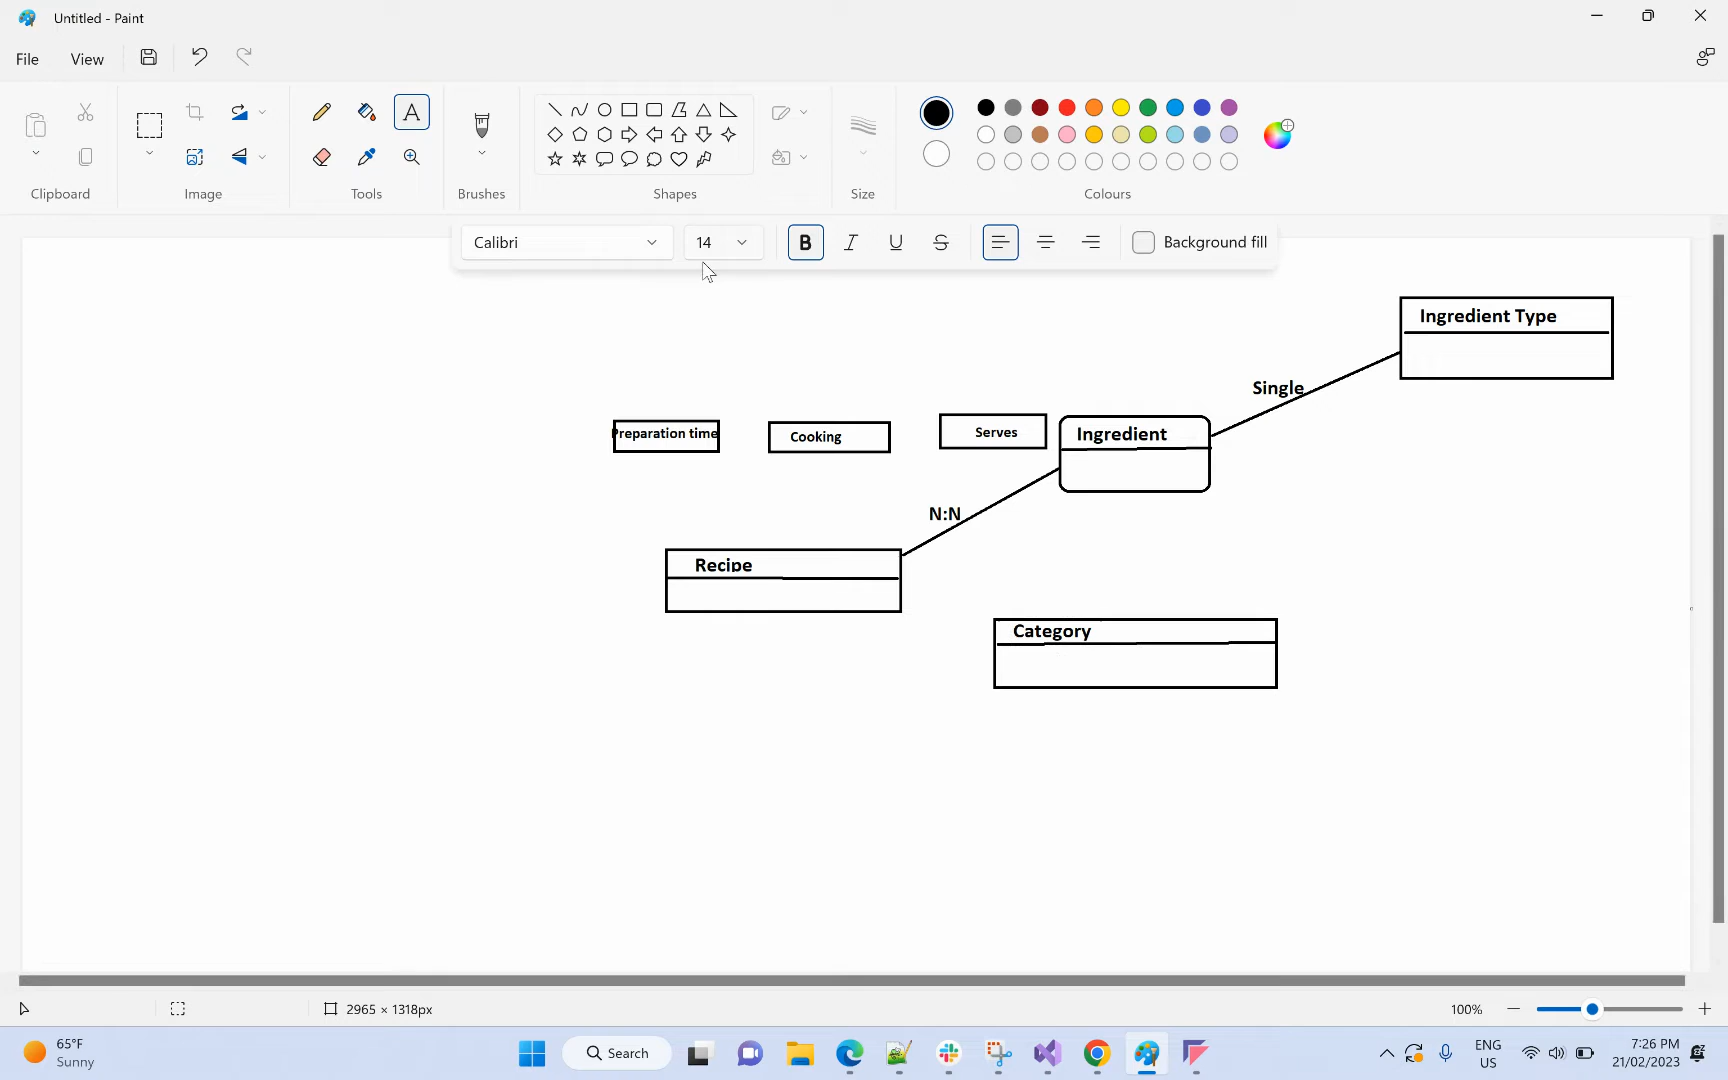 Untitled - Paint
File
View
Clipboard
Image
Tools
Brushes
Shapes
Size
Colours
Calibri
14
B
Background fill
Ingredient Type
Single
Preparation time
Cooking
Serves
Ingredient
N:N
Recipe
Category
2965 × 1318px
100%
65°F
Sunny
Search
ENG
US
7:26 PM
21/02/2023